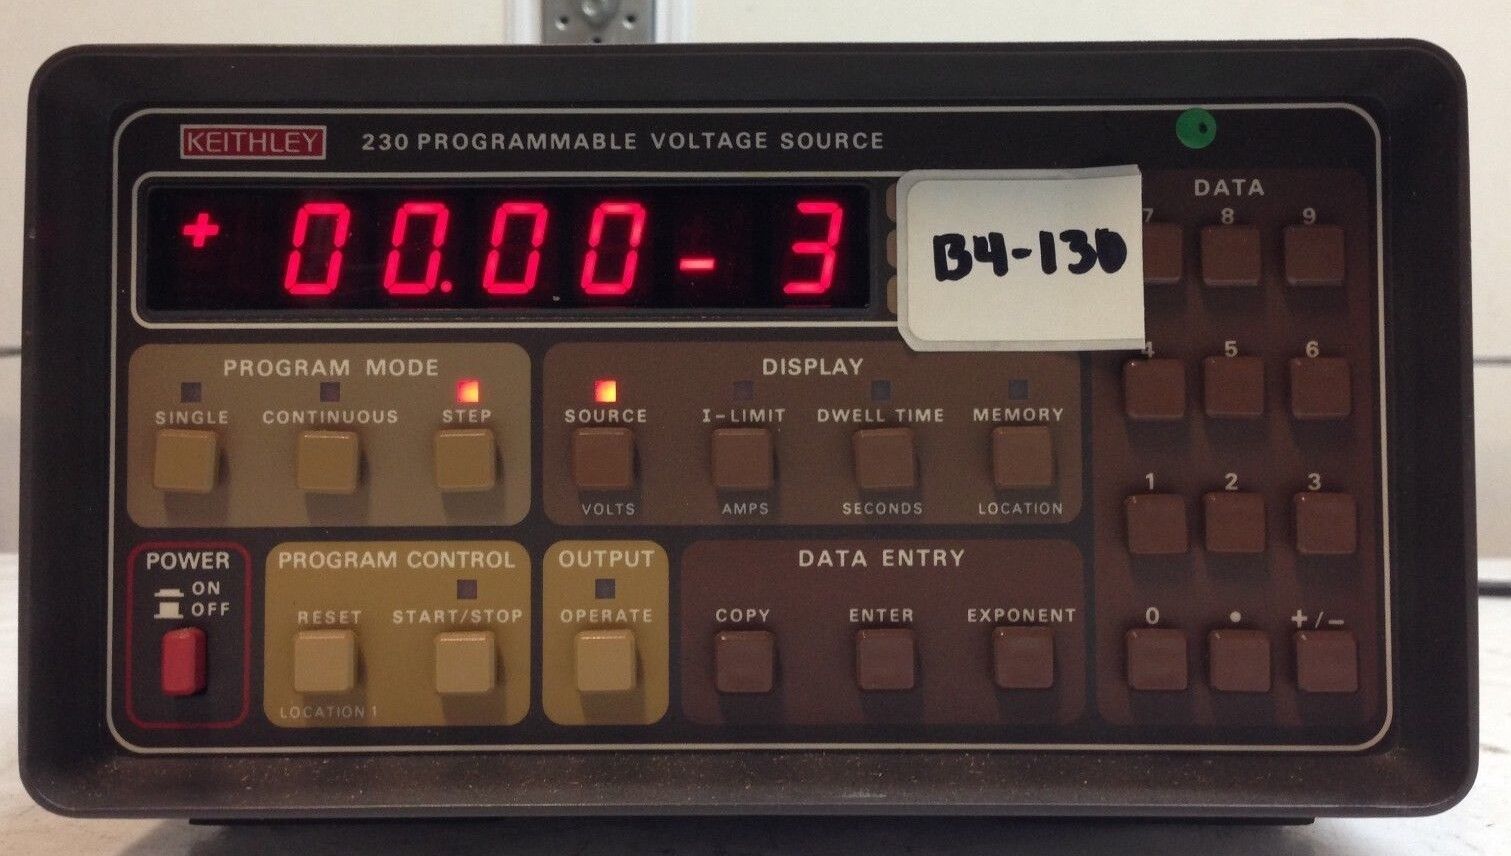 KEITHLEY 230 PROGRAMMABLE VOLTAGE SOURCE
+ 00.00- 3
B4-130
DATA
7 8 9
4 5 6
1 2 3
0 • +/-
PROGRAM MODE
SINGLE CONTINUOUS STEP
DISPLAY
SOURCE I-LIMIT DWELL TIME MEMORY
VOLTS AMPS SECONDS LOCATION
POWER
ON
OFF
PROGRAM CONTROL
RESET START/STOP
LOCATION 1
OUTPUT
OPERATE
DATA ENTRY
COPY ENTER EXPONENT